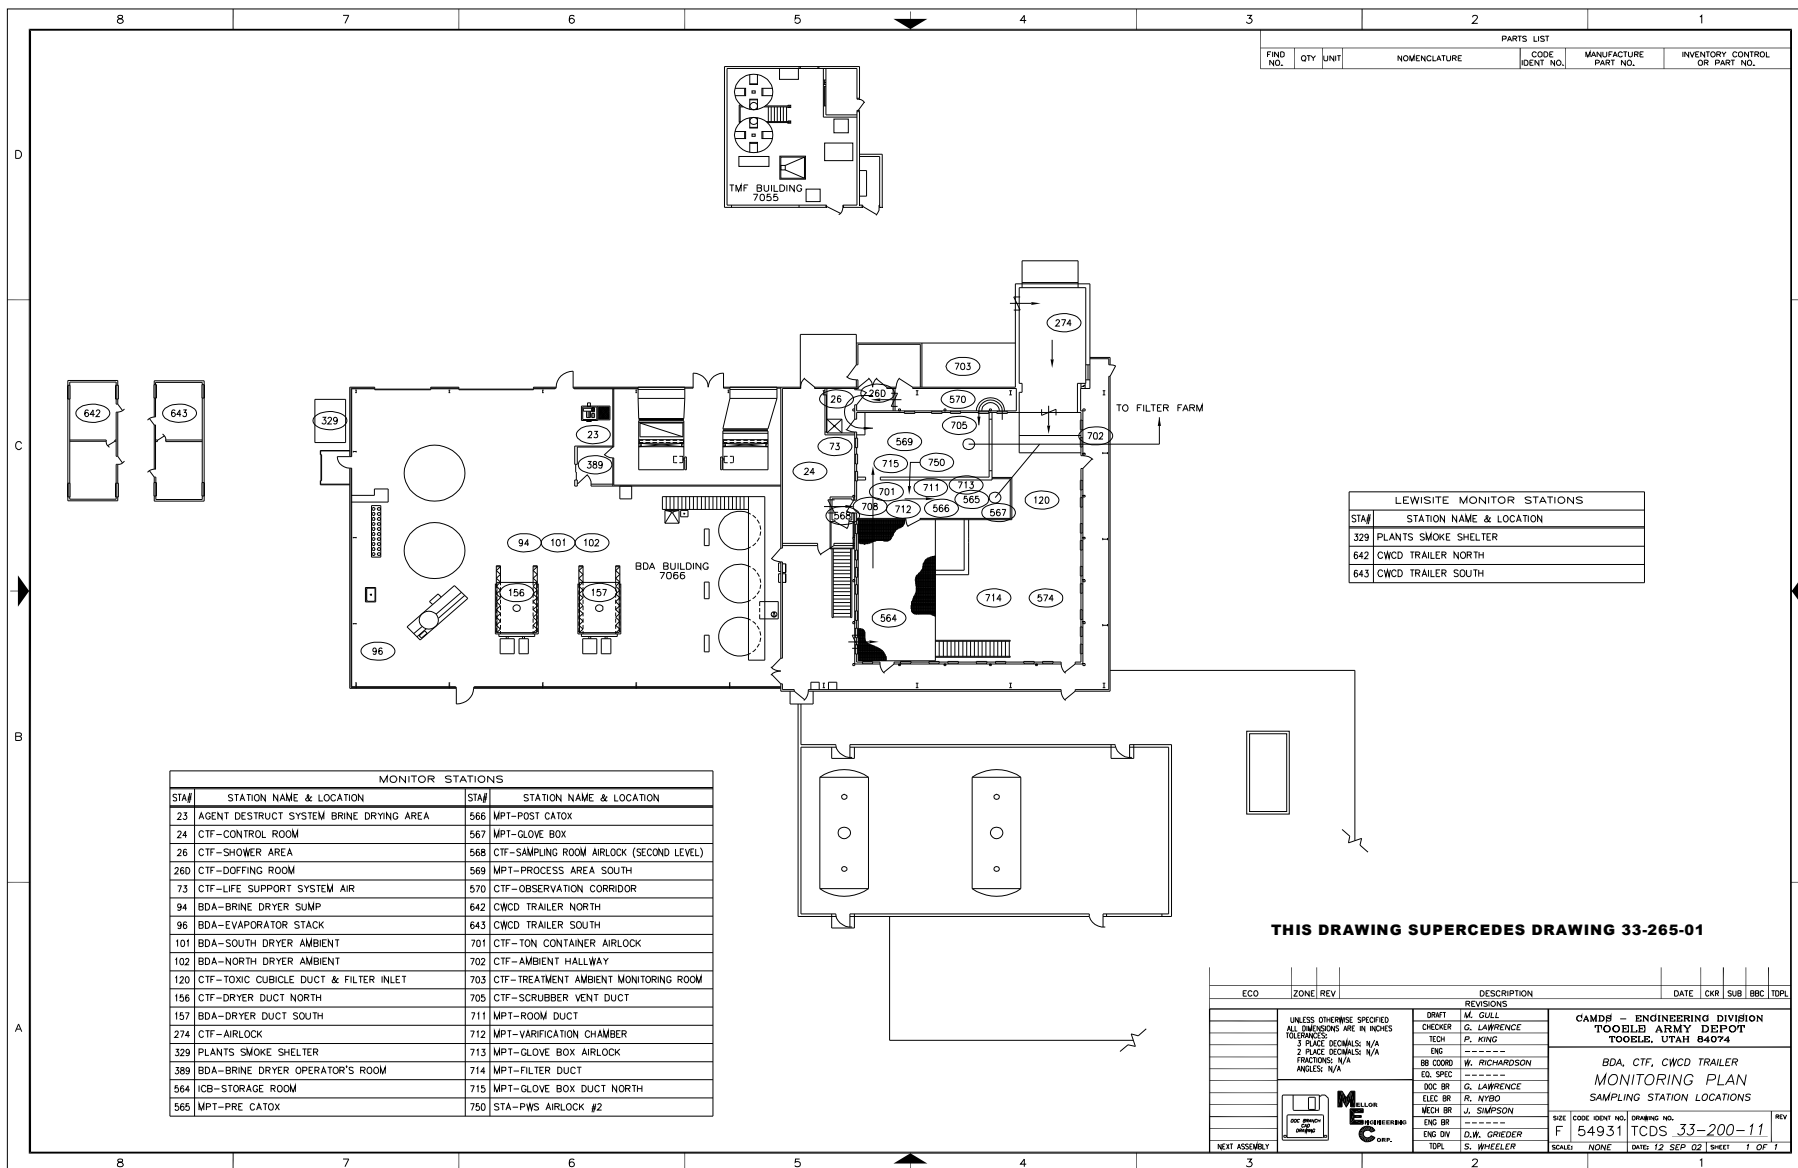 8 7 6 5 4 3 2 1
PARTS LIST
FIND NO. QTY UNIT NOMENCLATURE CODE IDENT NO. MANUFACTURE PART NO. INVENTORY CONTROL OR PART NO.
D
C
B
A
D
TMF BUILDING
7055
274
703
642 643 329 26 26D 570
TO FILTER FARM
23 73 569 705 702
389 24 715 750
701 711 713
708 712 566 565 567 120
568
94 101 102
BDA BUILDING
7066
156 157
714 574
564
96
LEWISITE MONITOR STATIONS
STA# STATION NAME & LOCATION
329 PLANTS SMOKE SHELTER
642 CWCD TRAILER NORTH
643 CWCD TRAILER SOUTH
MONITOR STATIONS
STA# STATION NAME & LOCATION STA# STATION NAME & LOCATION
23 AGENT DESTRUCT SYSTEM BRINE DRYING AREA 566 MPT-POST CATOX
24 CTF-CONTROL ROOM 567 MPT-GLOVE BOX
26 CTF-SHOWER AREA 568 CTF-SAMPLING ROOM AIRLOCK (SECOND LEVEL)
26D CTF-DOFFING ROOM 569 MPT-PROCESS AREA SOUTH
73 CTF-LIFE SUPPORT SYSTEM AIR 570 CTF-OBSERVATION CORRIDOR
94 BDA-BRINE DRYER SUMP 642 CWCD TRAILER NORTH
96 BDA-EVAPORATOR STACK 643 CWCD TRAILER SOUTH
101 BDA-SOUTH DRYER AMBIENT 701 CTF-TON CONTAINER AIRLOCK
102 BDA-NORTH DRYER AMBIENT 702 CTF-AMBIENT HALLWAY
120 CTF-TOXIC CUBICLE DUCT & FILTER INLET 703 CTF-TREATMENT AMBIENT MONITORING ROOM
156 CTF-DRYER DUCT NORTH 705 CTF-SCRUBBER VENT DUCT
157 BDA-DRYER DUCT SOUTH 711 MPT-ROOM DUCT
274 CTF-AIRLOCK 712 MPT-VARIFICATION CHAMBER
329 PLANTS SMOKE SHELTER 713 MPT-GLOVE BOX AIRLOCK
389 BDA-BRINE DRYER OPERATOR'S ROOM 714 MPT-FILTER DUCT
564 ICB-STORAGE ROOM 715 MPT-GLOVE BOX DUCT NORTH
565 MPT-PRE CATOX 750 STA-PWS AIRLOCK #2
THIS DRAWING SUPERCEDES DRAWING 33-265-01
ECO ZONE REV DESCRIPTION DATE CKR SUB BBC TDPL
REVISIONS
UNLESS OTHERWISE SPECIFIED
ALL DIMENSIONS ARE IN INCHES
TOLERANCES:
3 PLACE DECIMALS: N/A
2 PLACE DECIMALS: N/A
FRACTIONS: N/A
ANGLES: N/A
DRAFT M. GULL
CHECKER G. LAWRENCE
TECH P. KING
ENG -------
BB COORD W. RICHARDSON
EQ. SPEC -------
DOC BR G. LAWRENCE
ELEC BR R. NYBO
MECH BR J. SIMPSON
ENG BR -------
ENG DIV D.W. GRIEDER
TDPL S. WHEELER
DOC BRANCH
CAD
DRAWING
MELLOR
ENGINEERING
CORP.
NEXT ASSEMBLY
CAMDS - ENGINEERING DIVISION
TOOELE ARMY DEPOT
TOOELE, UTAH 84074
BDA, CTF, CWCD TRAILER
MONITORING PLAN
SAMPLING STATION LOCATIONS
SIZE F CODE IDENT NO. 54931 DRAWING NO. TCDS 33-200-11 REV
SCALE: NONE DATE: 12 SEP 02 SHEET 1 OF 1
8 7 6 5 4 3 2 1